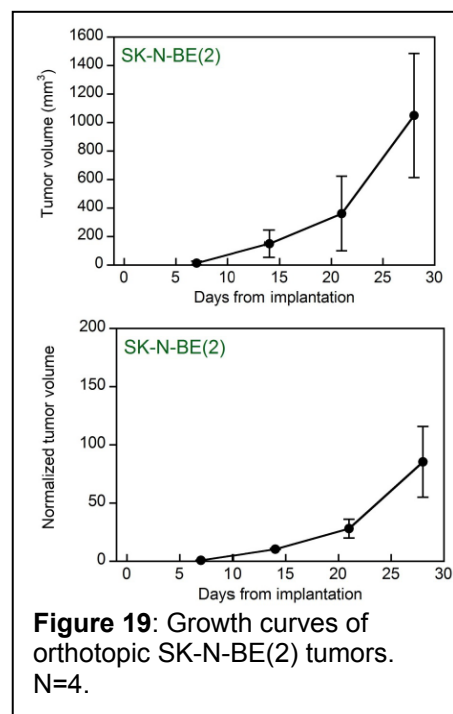 SK-N-BE(2)
Tumor volume (mm³)
1600
1400
1200
1000
800
600
400
200
0
0 5 10 15 20 25 30
Days from implantation
SK-N-BE(2)
Normalized tumor volume
200
150
100
50
0
0 5 10 15 20 25 30
Days from implantation
Figure 19: Growth curves of
orthotopic SK-N-BE(2) tumors.
N=4.